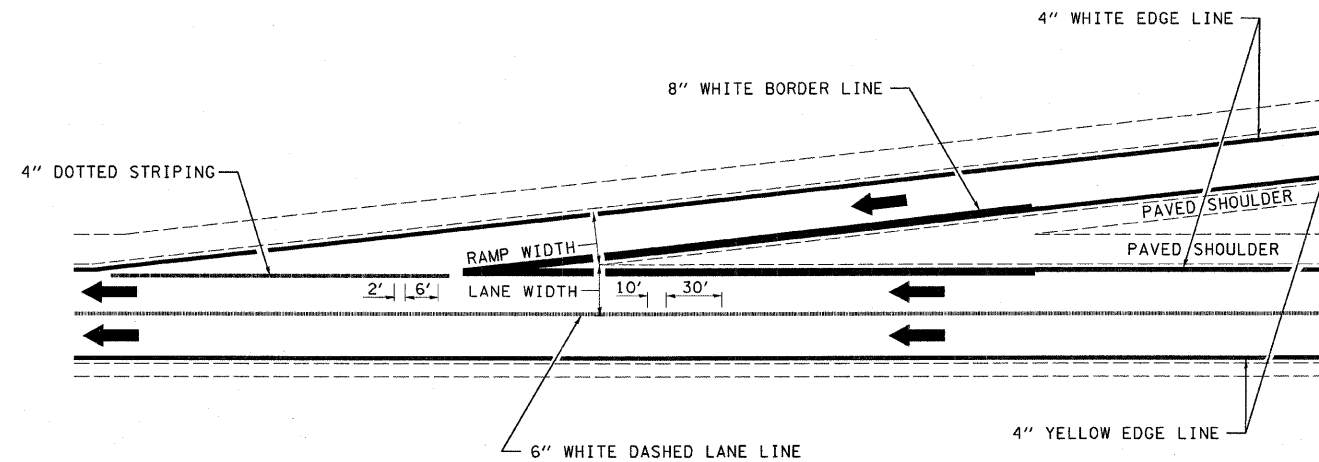 4" WHITE EDGE LINE
8" WHITE BORDER LINE
4" DOTTED STRIPING
PAVED SHOULDER
RAMP WIDTH
PAVED SHOULDER
2' 6' LANE WIDTH 10' 30'
4" YELLOW EDGE LINE
6" WHITE DASHED LANE LINE